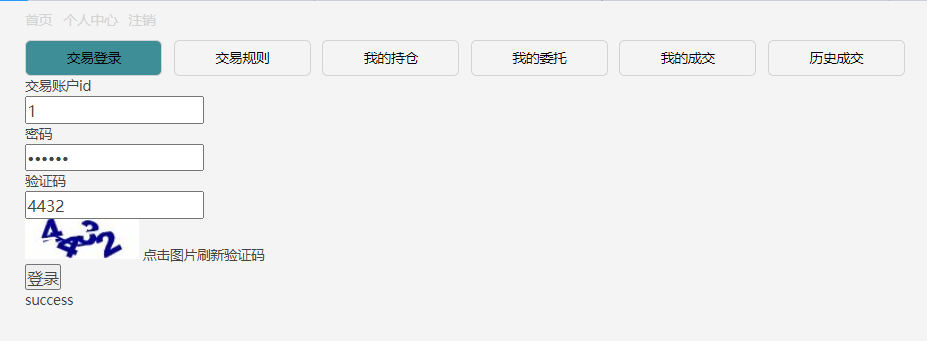 首页 个人中心 注销
交易登录 交易规则 我的持仓 我的委托 我的成交 历史成交
交易账户id
1
密码
••••••
验证码
4432
4432 点击图片刷新验证码
登录
success